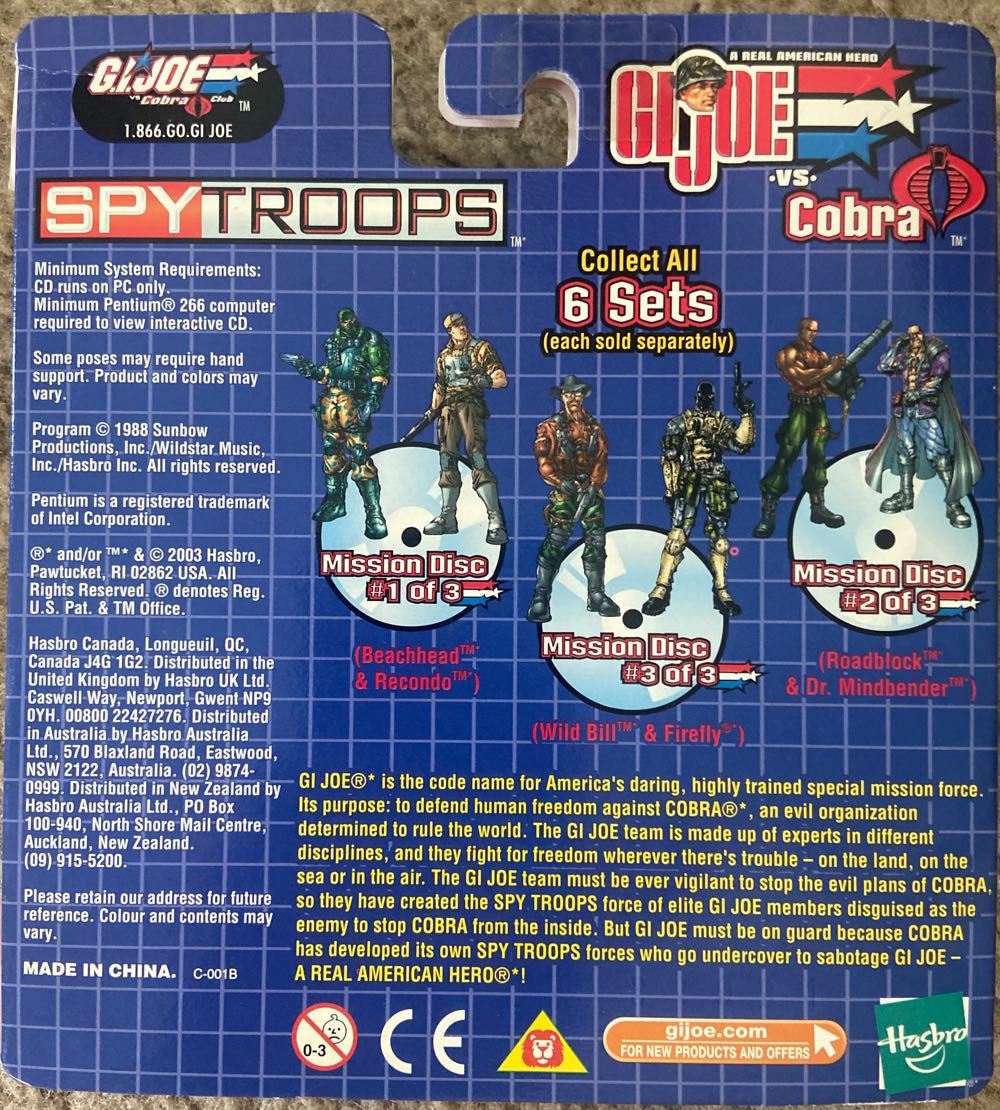 G.I. JOE
vs Cobra Club TM
1.866.GO.GI JOE
A REAL AMERICAN HERO
GI JOE
·VS·
Cobra
TM*
SPY TROOPS
TM*
Minimum System Requirements:
CD runs on PC only.
Minimum Pentium® 266 computer
required to view interactive CD.
Some poses may require hand
support. Product and colors may
vary.
Program © 1988 Sunbow
Productions, Inc./Wildstar Music,
Inc./Hasbro Inc. All rights reserved.
Pentium is a registered trademark
of Intel Corporation.
®* and/or ™* & © 2003 Hasbro,
Pawtucket, RI 02862 USA. All
Rights Reserved. ® denotes Reg.
U.S. Pat. & TM Office.
Hasbro Canada, Longueuil, QC,
Canada J4G 1G2. Distributed in the
United Kingdom by Hasbro UK Ltd.
Caswell Way, Newport, Gwent NP9
0YH. 00800 22427276. Distributed
in Australia by Hasbro Australia
Ltd., 570 Blaxland Road, Eastwood,
NSW 2122, Australia. (02) 9874-
0999. Distributed in New Zealand by
Hasbro Australia Ltd., PO Box
100-940, North Shore Mail Centre,
Auckland, New Zealand.
(09) 915-5200.
Please retain our address for future
reference. Colour and contents may
vary.
MADE IN CHINA. C-001B
Collect All
6 Sets
(each sold separately)
Mission Disc
#1 of 3
(Beachhead™*
& Recondo™*)
Mission Disc
#3 of 3
(Wild Bill™* & Firefly®*)
Mission Disc
#2 of 3
(Roadblock™*
& Dr. Mindbender™*)
GI JOE®* is the code name for America's daring, highly trained special mission force.
Its purpose: to defend human freedom against COBRA®*, an evil organization
determined to rule the world. The GI JOE team is made up of experts in different
disciplines, and they fight for freedom wherever there's trouble – on the land, on the
sea or in the air. The GI JOE team must be ever vigilant to stop the evil plans of COBRA,
so they have created the SPY TROOPS force of elite GI JOE members disguised as the
enemy to stop COBRA from the inside. But GI JOE must be on guard because COBRA
has developed its own SPY TROOPS forces who go undercover to sabotage GI JOE –
A REAL AMERICAN HERO®*!
0-3
CE
gijoe.com
FOR NEW PRODUCTS AND OFFERS
Hasbro